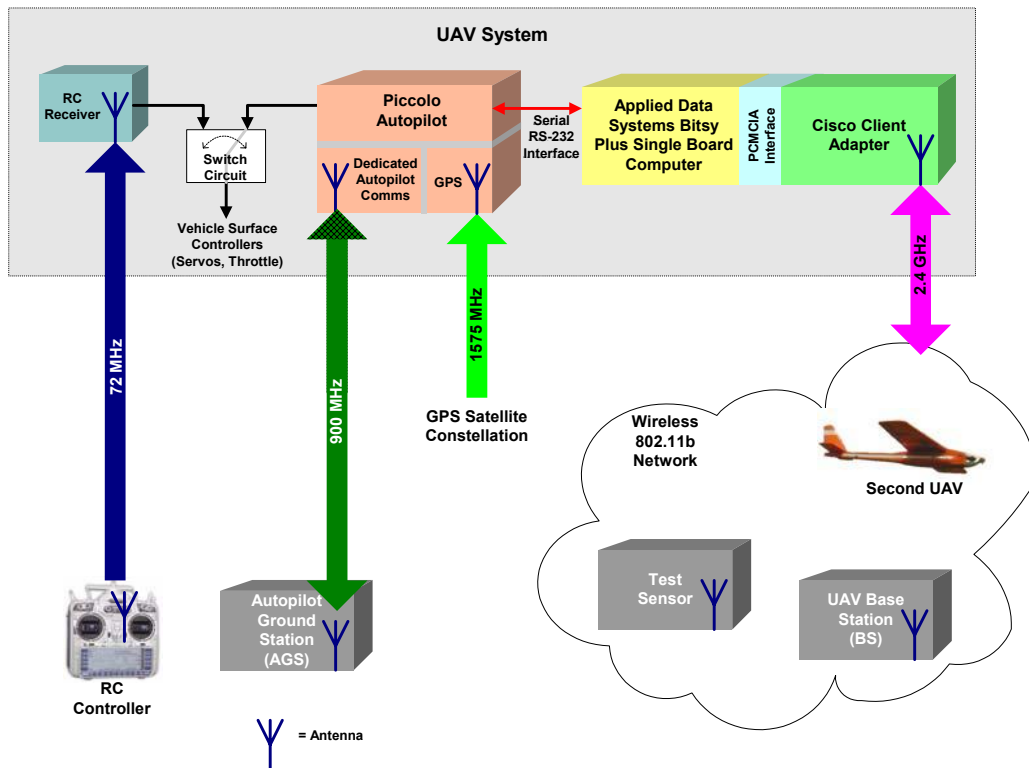 UAV System
RC
Receiver
Switch
Circuit
Vehicle Surface
Controllers
(Servos, Throttle)
Piccolo
Autopilot
Dedicated
Autopilot
Comms
GPS
Serial
RS-232
Interface
Applied Data
Systems Bitsy
Plus Single Board
Computer
PCMCIA
Interface
Cisco Client
Adapter
72 MHz
900 MHz
1575 MHz
2.4 GHz
GPS Satellite
Constellation
Wireless
802.11b
Network
Second UAV
Test
Sensor
UAV Base
Station
(BS)
Autopilot
Ground
Station
(AGS)
RC
Controller
= Antenna